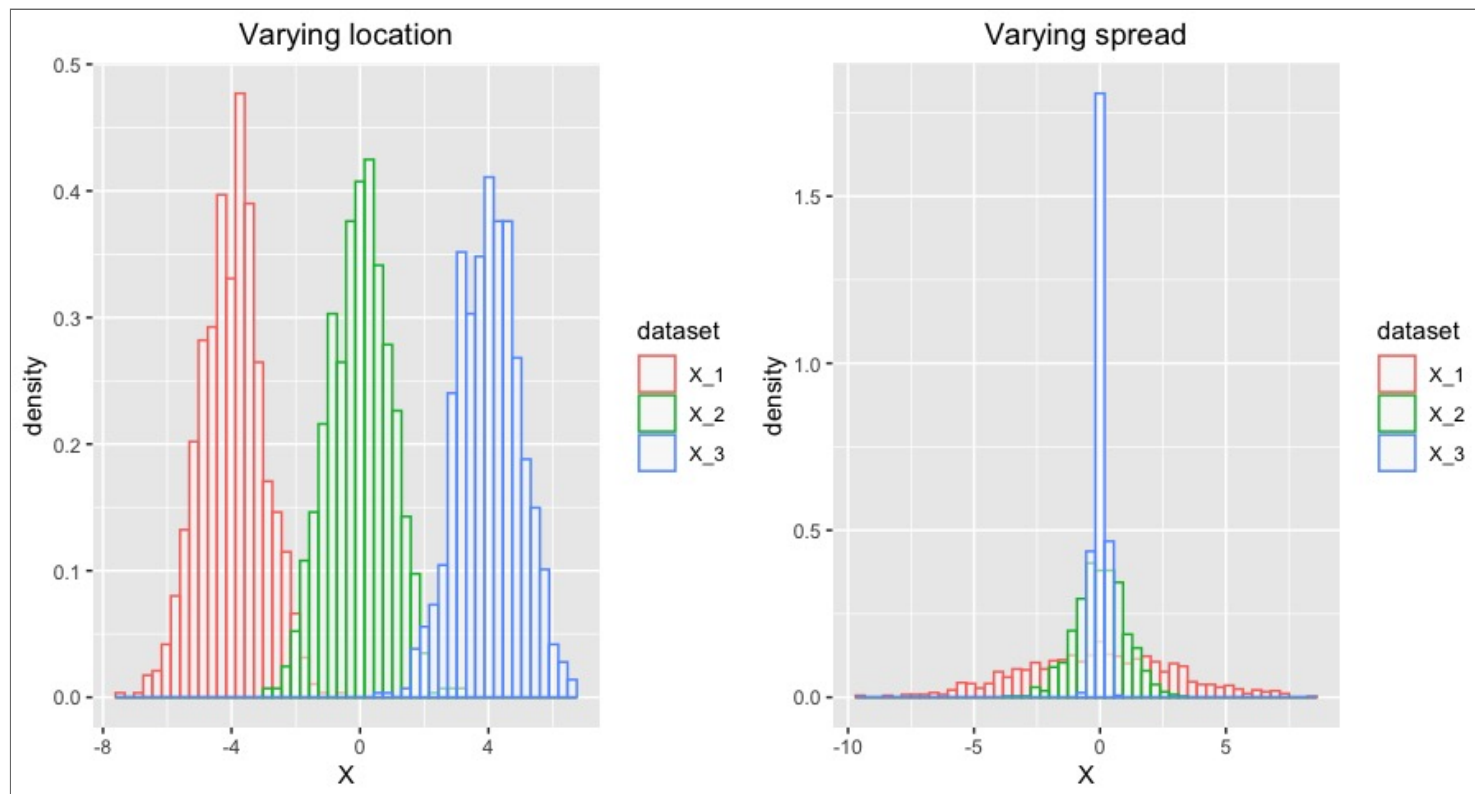 Varying location
0.5
0.4
0.3
0.2
0.1
0.0
density
-8
-4
0
4
X
dataset
X_1
X_2
X_3
Varying spread
1.5
1.0
0.5
0.0
density
-10
-5
0
5
X
dataset
X_1
X_2
X_3